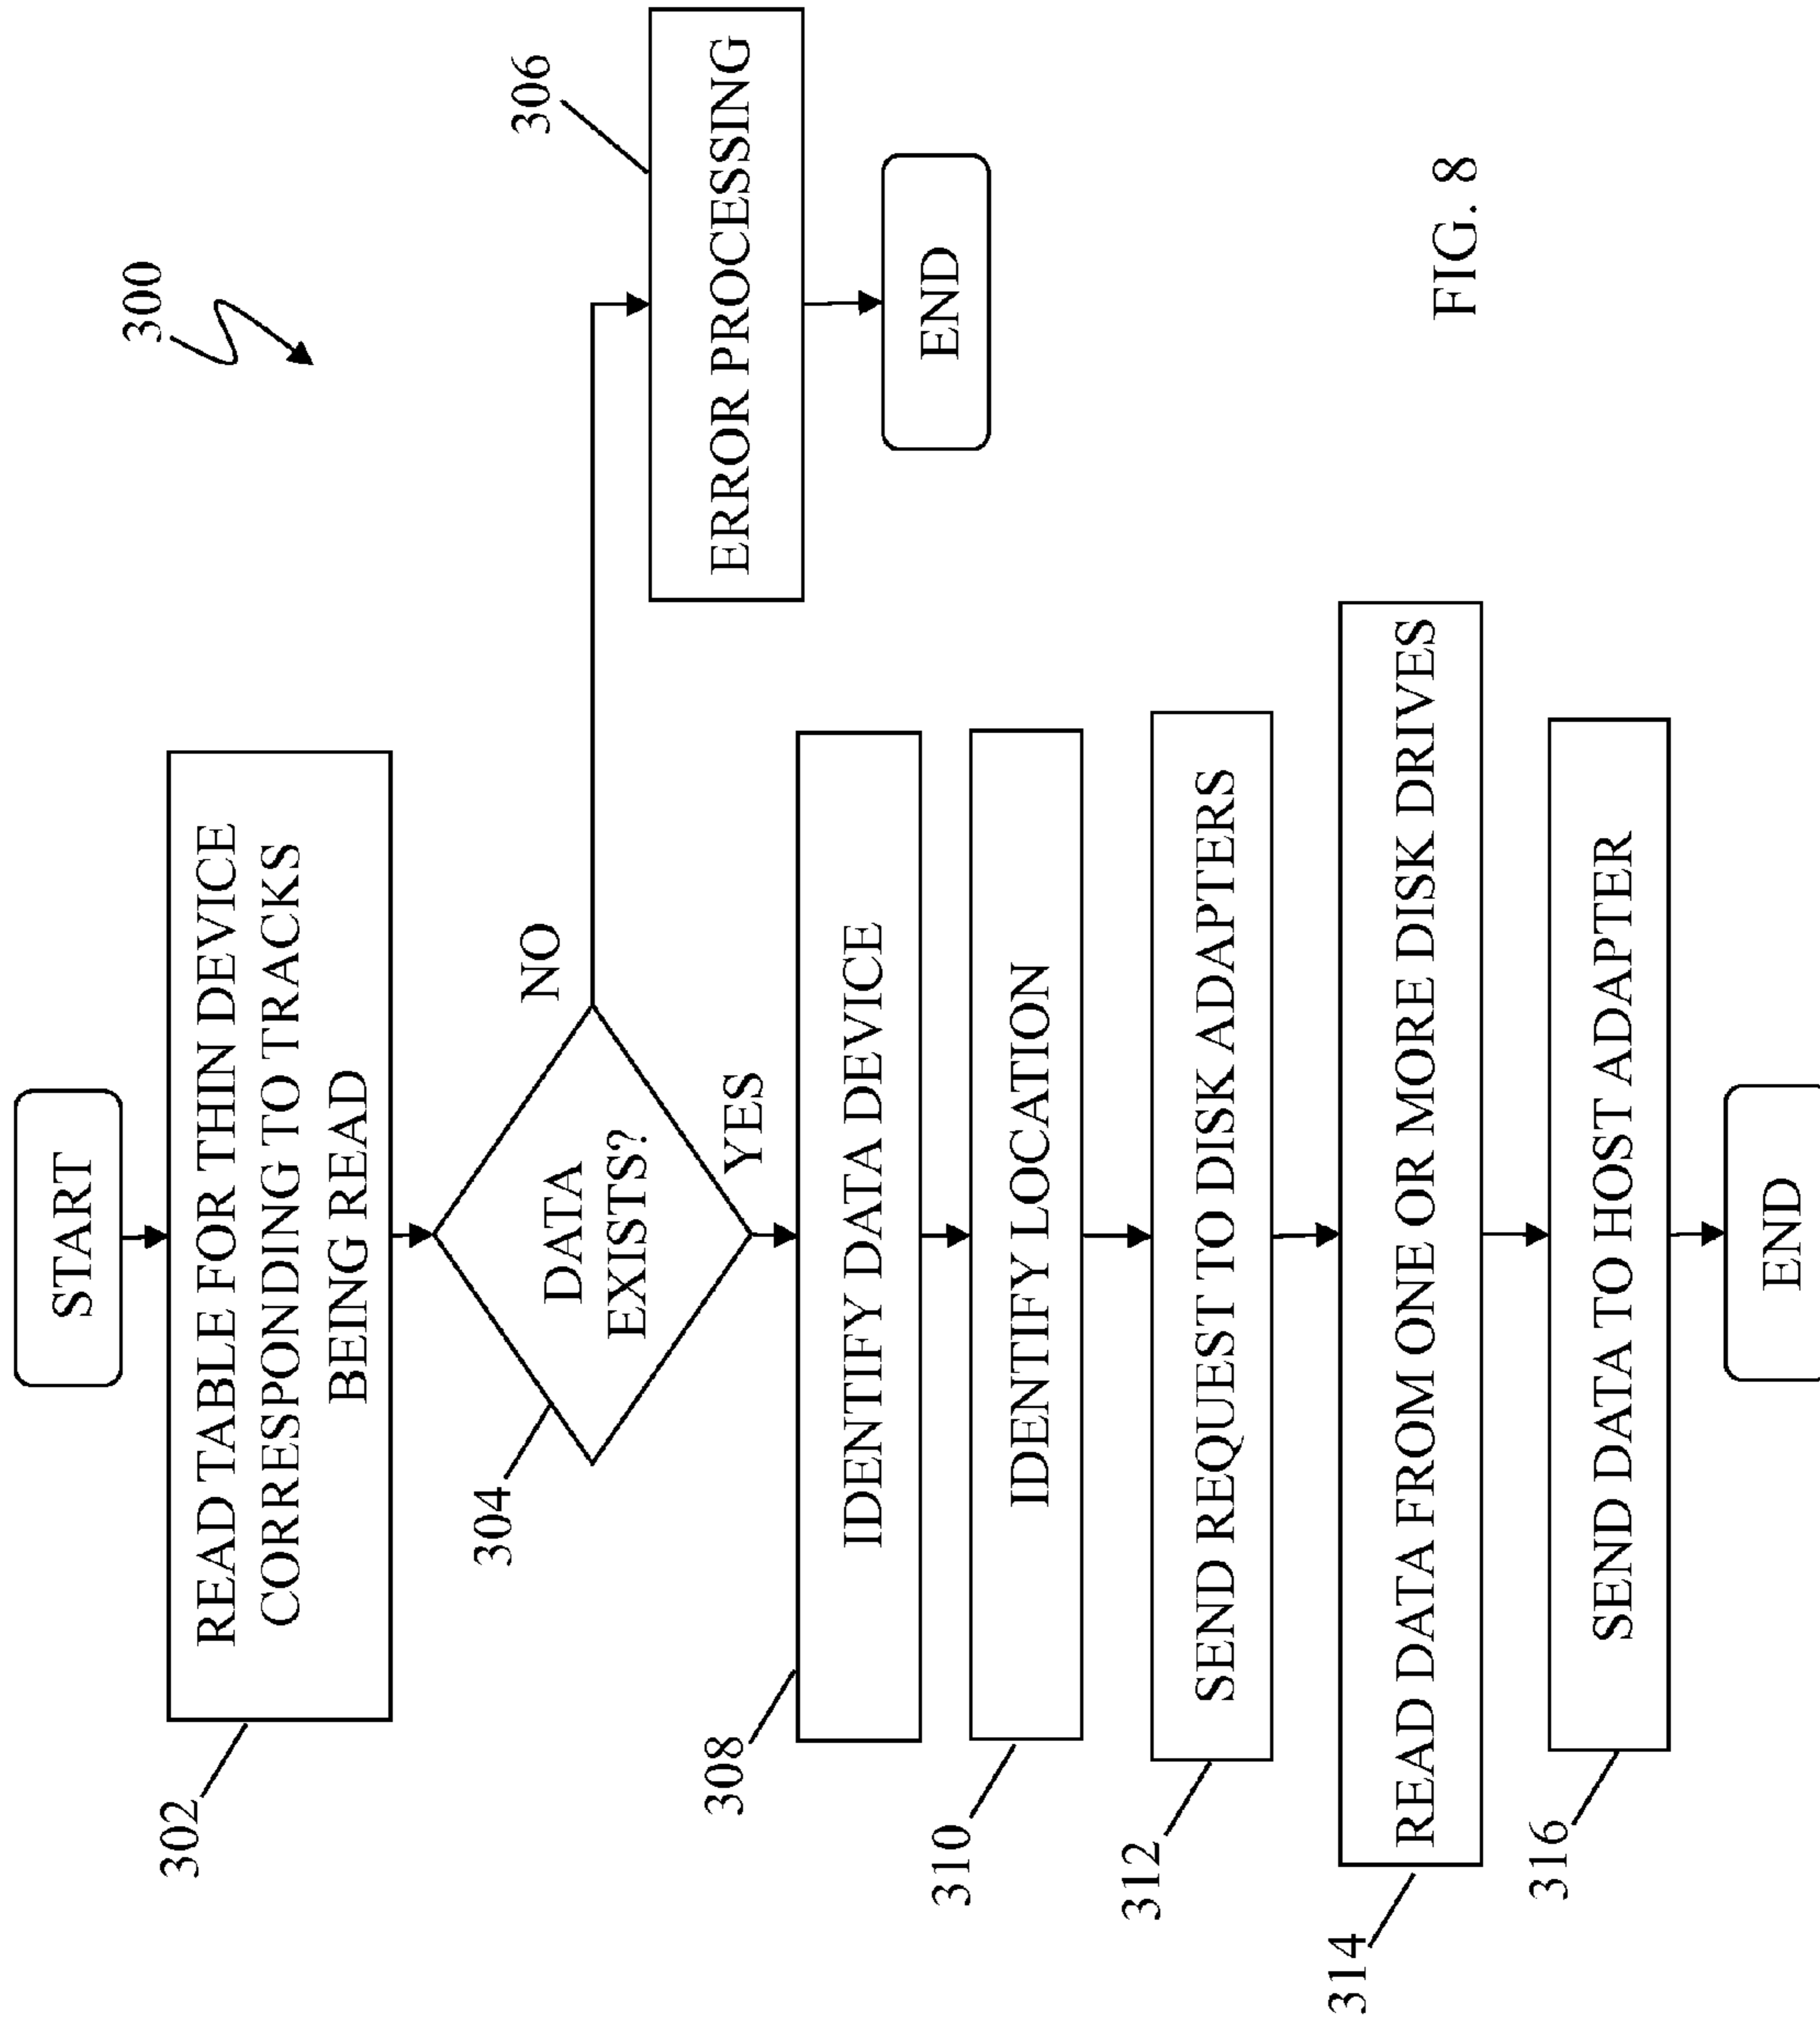 300
START
302
READ TABLE FOR THIN DEVICE
CORRESPONDING TO TRACKS
BEING READ
304
DATA
EXISTS?
NO
YES
306
ERROR PROCESSING
END
308
IDENTIFY DATA DEVICE
310
IDENTIFY LOCATION
312
SEND REQUEST TO DISK ADAPTERS
314
READ DATA FROM ONE OR MORE DISK DRIVES
316
SEND DATA TO HOST ADAPTER
END
FIG. 8